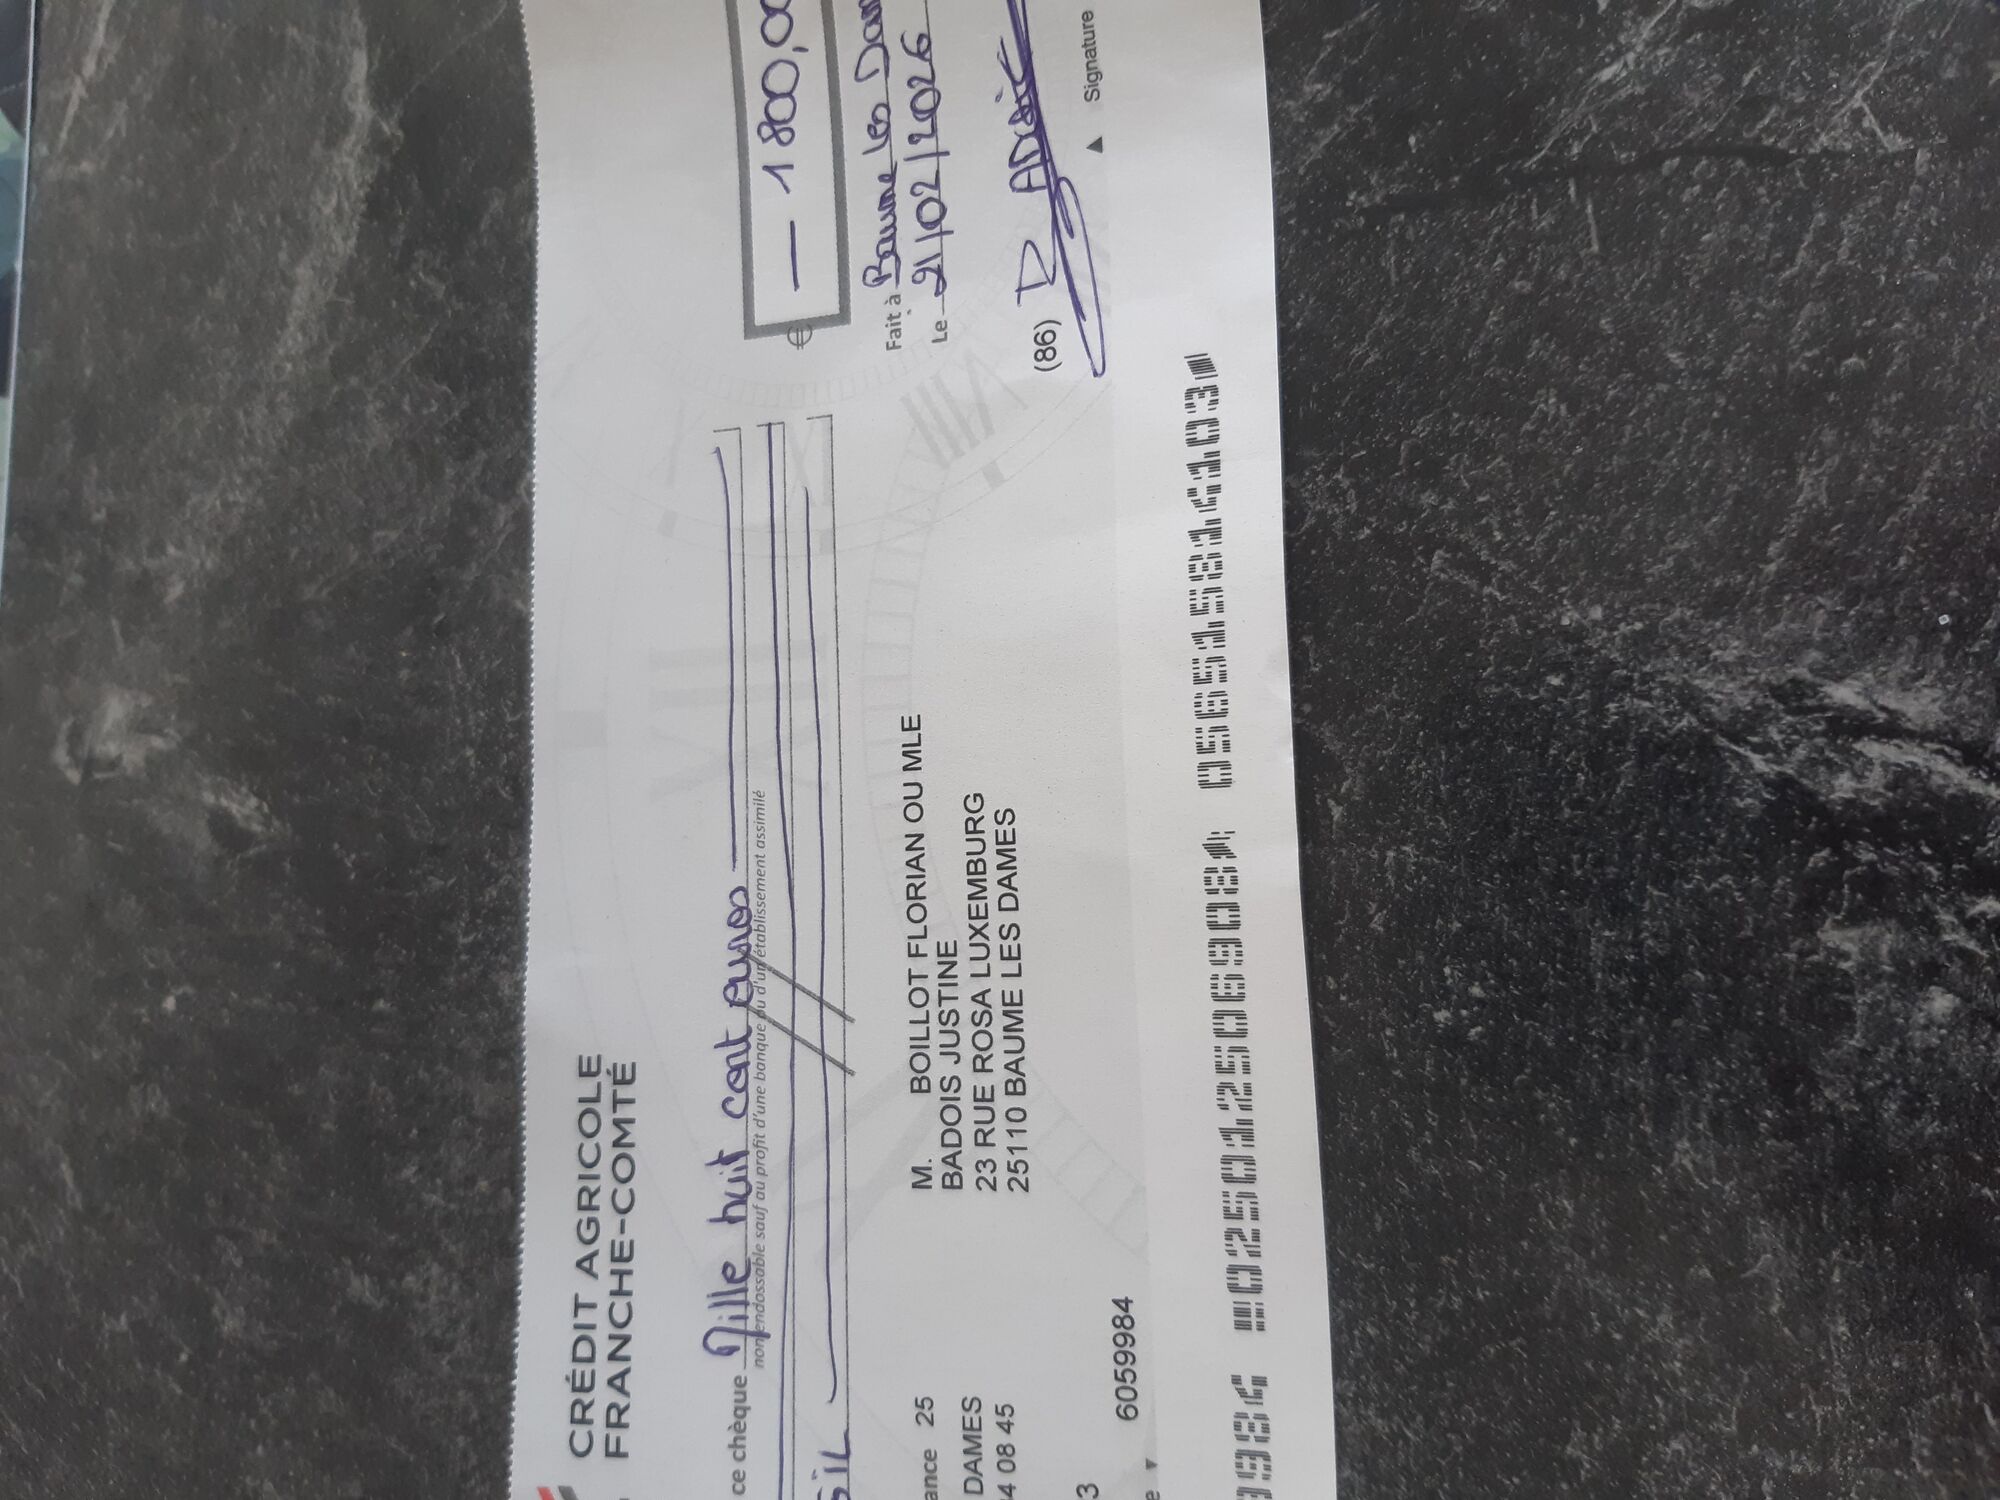 CRÉDIT AGRICOLE
FRANCHE-COMTÉ
ce chèque Mille huit cent euros
non endossable sauf au profit d'une banque ou d'un établissement assimilé
€ 1800,00
Fait à Baume les Dam
Le 21/02/2026
ance 25
DAMES
4 08 45
M. BOILLOT FLORIAN OU MLE
BADOIS JUSTINE
23 RUE ROSA LUXEMBURG
25110 BAUME LES DAMES
(86)
▲ Signature
3
6059984